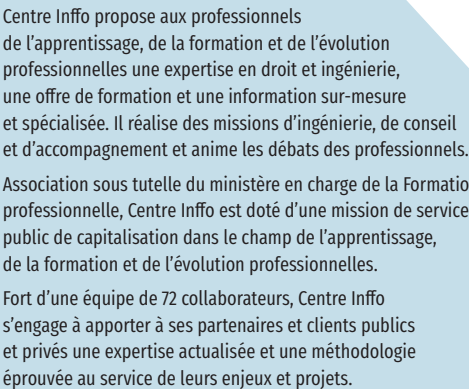 Centre Inffo propose aux professionnels
de l’apprentissage, de la formation et de l’évolution
professionnelles une expertise en droit et ingénierie,
une offre de formation et une information sur-mesure
et spécialisée. Il réalise des missions d’ingénierie, de conseil
et d’accompagnement et anime les débats des professionnels.
Association sous tutelle du ministère en charge de la Formatio
professionnelle, Centre Inffo est doté d’une mission de service
public de capitalisation dans le champ de l’apprentissage,
de la formation et de l’évolution professionnelles.
Fort d’une équipe de 72 collaborateurs, Centre Inffo
s’engage à apporter à ses partenaires et clients publics
et privés une expertise actualisée et une méthodologie
éprouvée au service de leurs enjeux et projets.